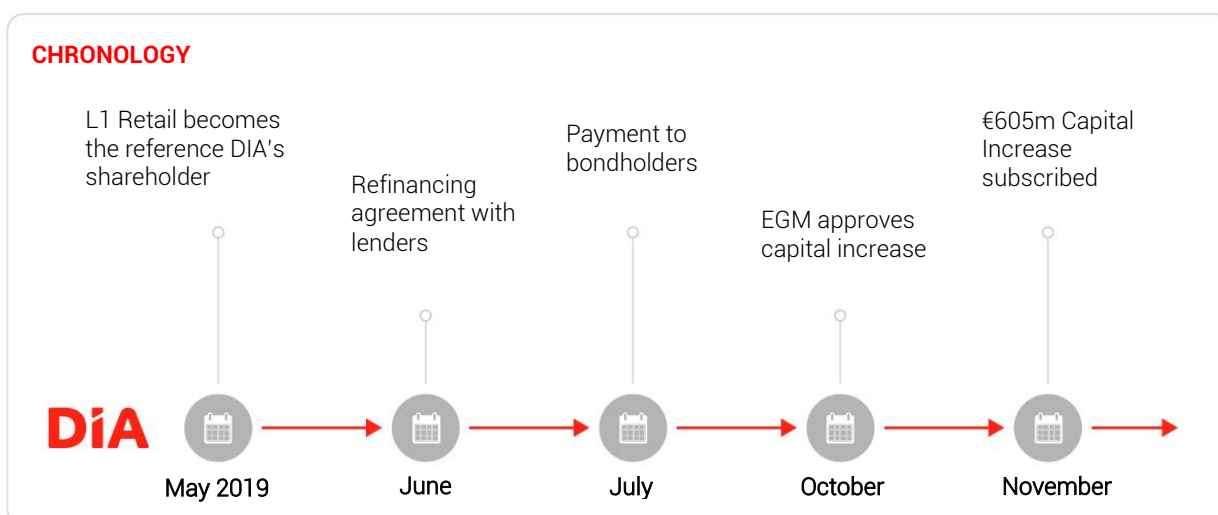 CHRONOLOGY
L1 Retail becomes
the reference DIA's
shareholder
Refinancing
agreement with
lenders
Payment to
bondholders
EGM approves
capital increase
€605m Capital
Increase
subscribed
DiA
May 2019
June
July
October
November